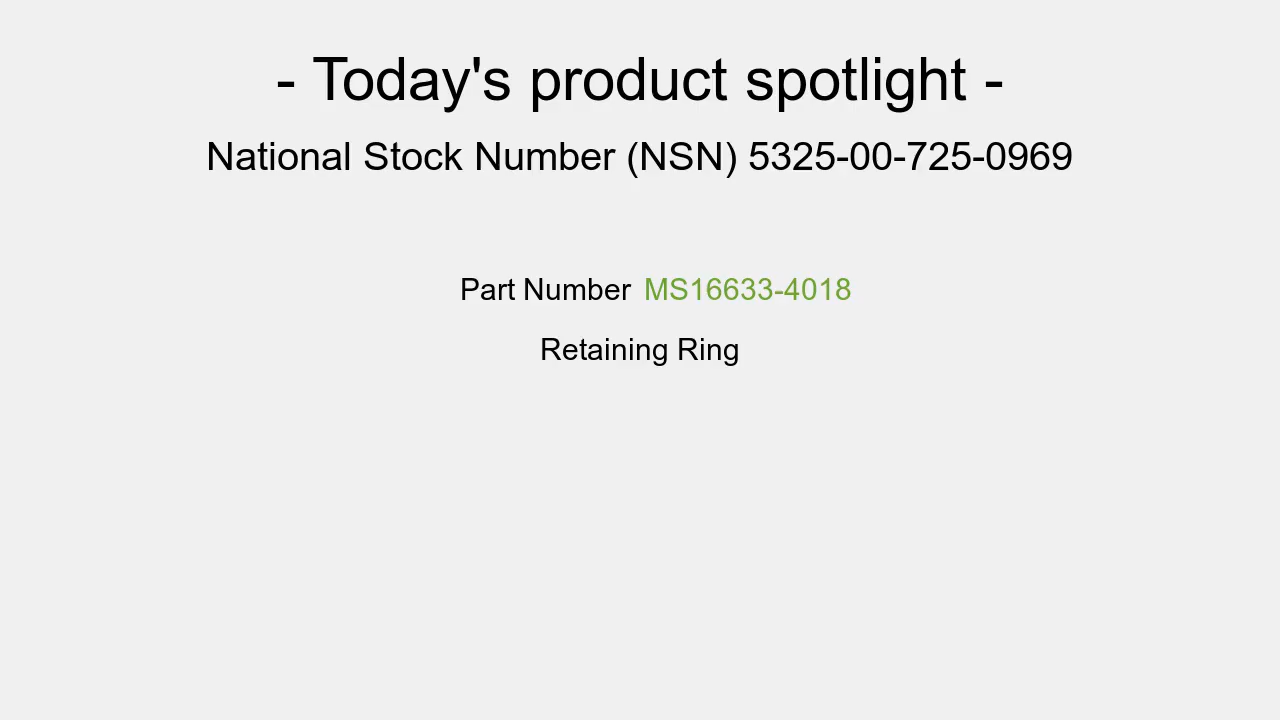 - Today's product spotlight -
National Stock Number (NSN) 5325-00-725-0969
Part Number MS16633-4018
Retaining Ring